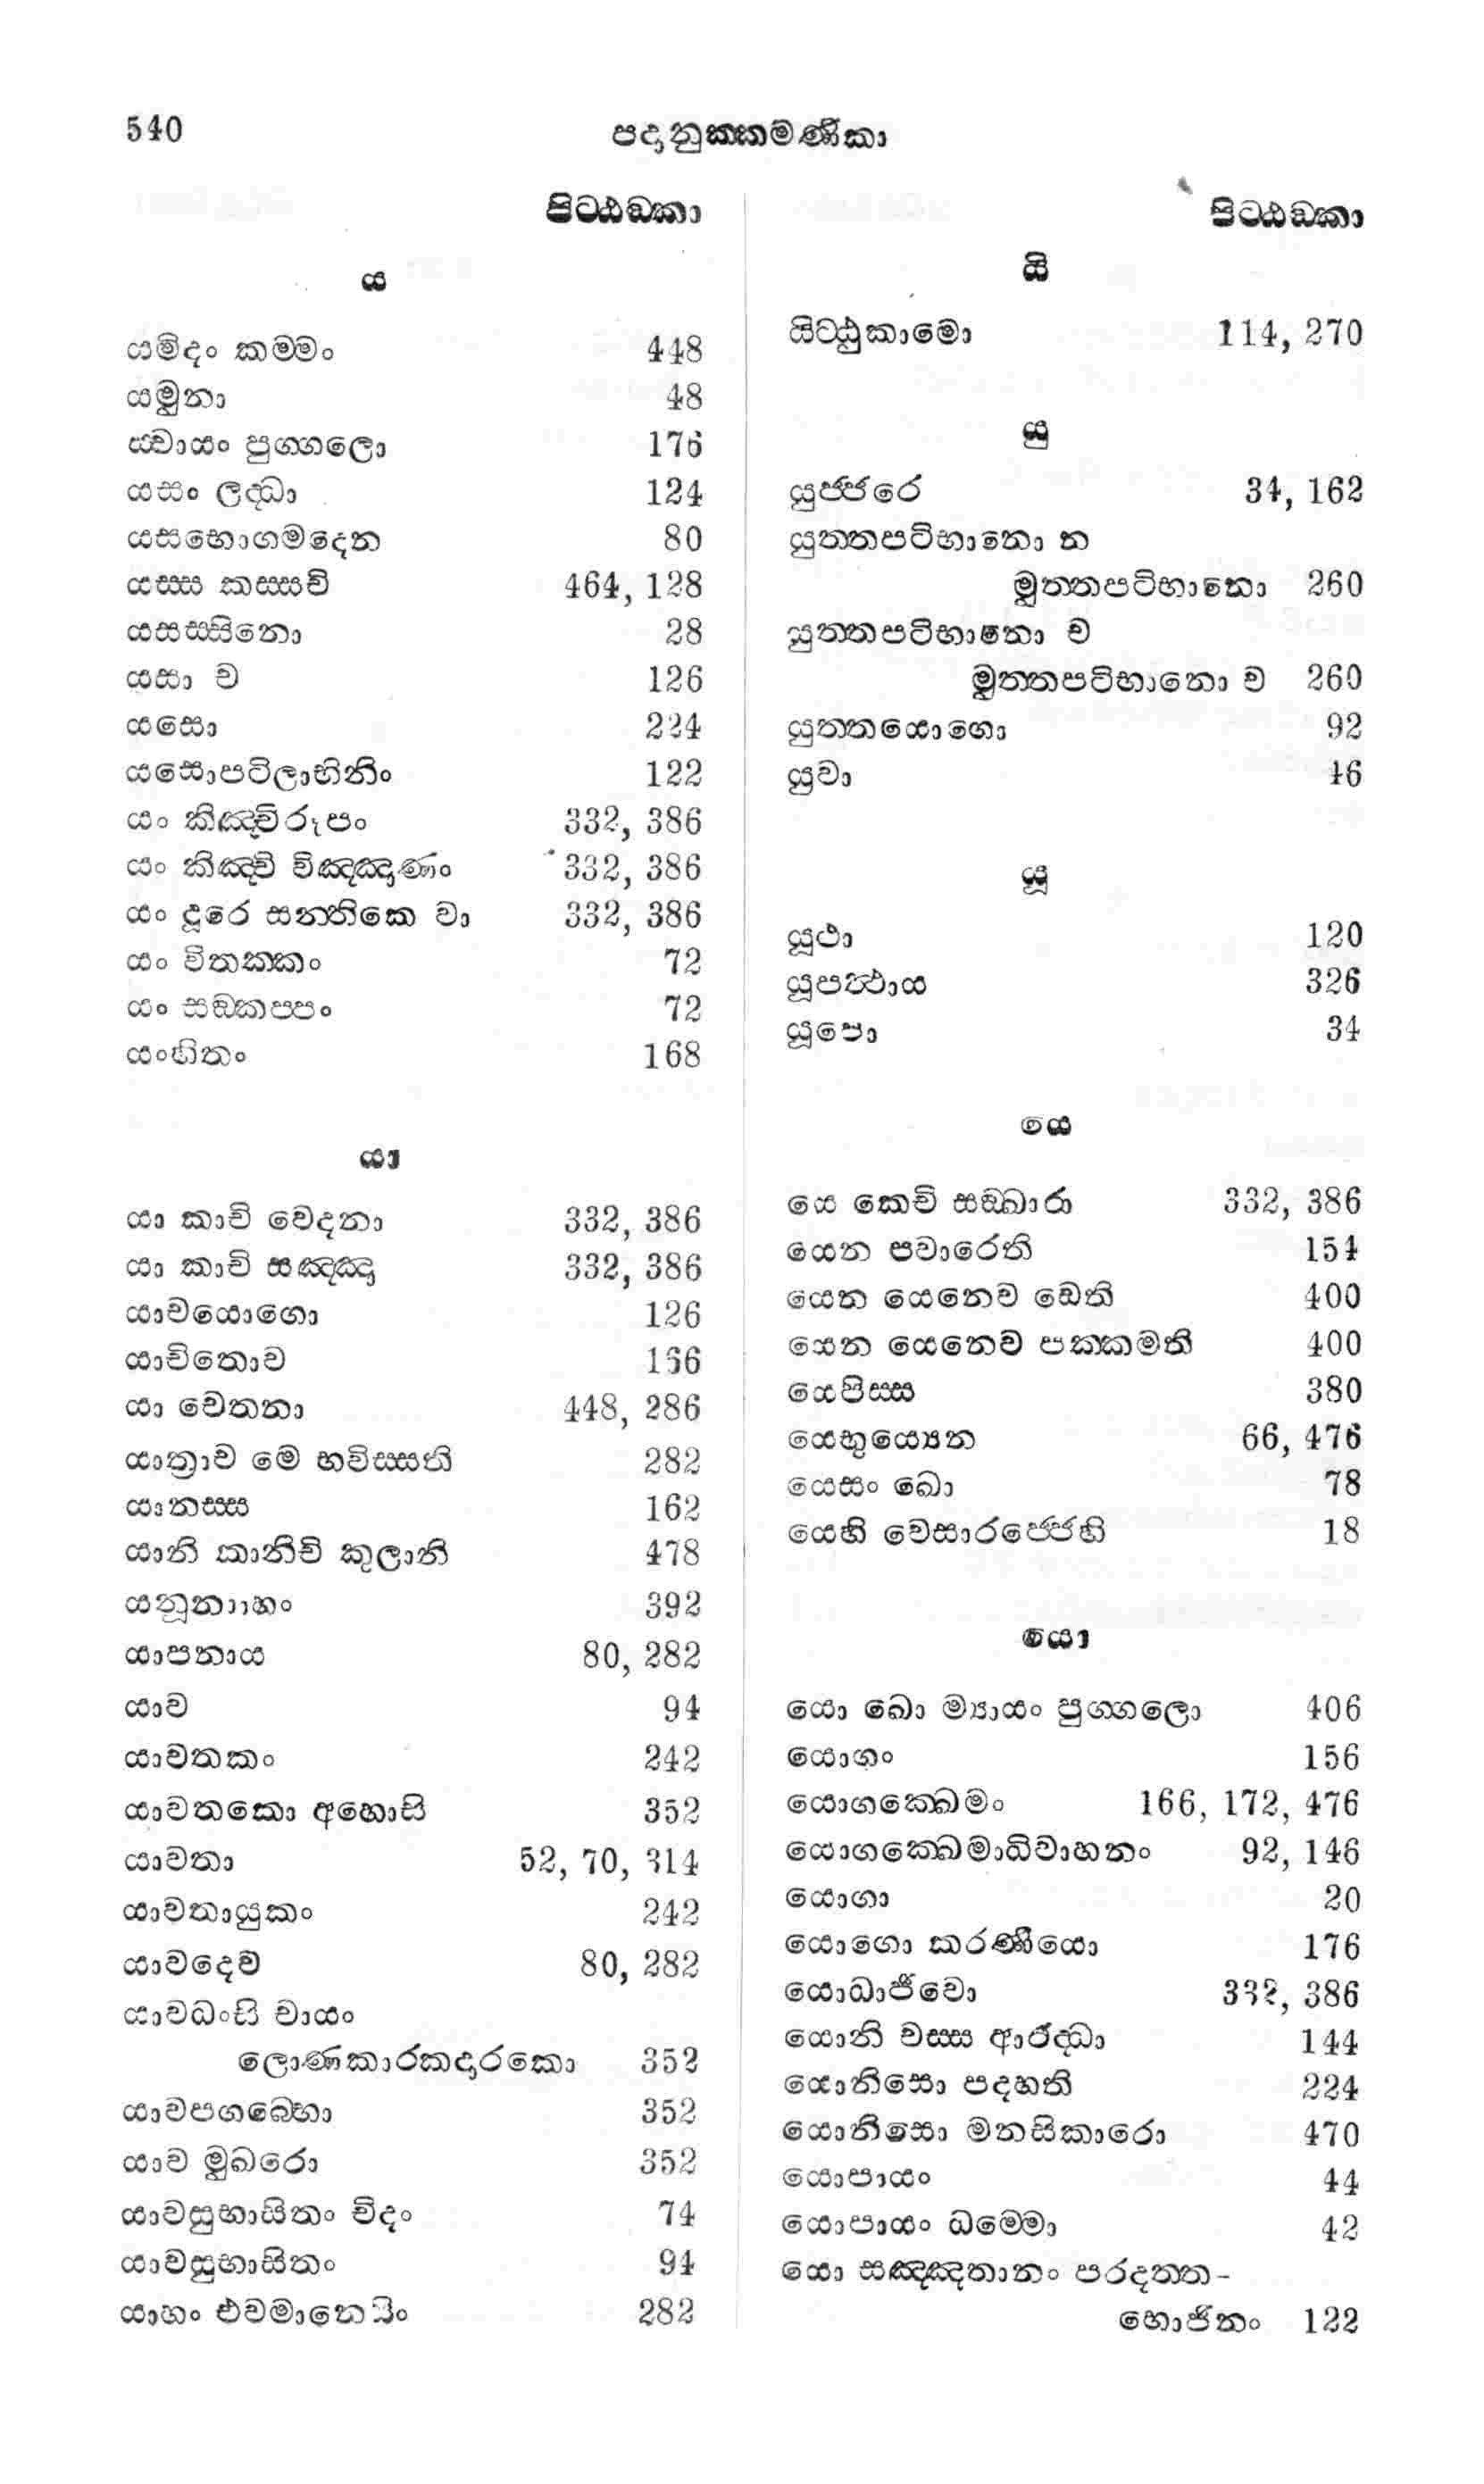 540
පදානුක්කමණිකා
පිට්ඨඞ්කා
ය
යමිදං කම්මං 448
යමුනා 48
ය්වායං පුග්ගලො 176
යසං ලද්ධා 124
යසභොගමදෙන 80
යස්ස කස්සචි 464, 128
යසස්සිනො 28
යසා ච 126
යසො 224
යසොපටිලාභිනිං 122
යං කිඤ්චිරූපං 332, 386
යං කිඤ්චි විඤ්ඤාණං 332, 386
යං දූරෙ සන්තිකෙ වා 332, 386
යං විතක්කං 72
යං සඞ්කප්පං 72
යංහිතං 168
යා
යා කාචි වෙදනා 332, 386
යා කාචි සඤ්ඤා 332, 386
යාචයොගො 126
යාචිතොව 166
යා චෙතනා 448, 286
යාත්‍රාච මෙ භවිස්සති 282
යානස්ස 162
යානි කානිචි කුලානි 478
යනූනාාහං 392
යාපනාය 80, 282
යාව 94
යාවතකං 242
යාවතකො අහොසි 352
යාවතා 52, 70, 314
යාවතායුකං 242
යාවදෙව 80, 282
යාවධංසි චායං
ලොණකාරකදාරකො 352
යාවපගබ්භො 352
යාව මුඛරො 352
යාවසුභාසිතං චිදං 74
යාවසුභාසිතං 94
යාහං එවමානෙයිං 282
පිට්ඨඞ්කා
යි
යිට්ඨුකාමො 114, 270
යු
යුජ්ජරෙ 34, 162
යුත්තපටිභානො න
මුත්තපටිභානො 260
යුත්තපටිභානො ච
මුත්තපටිභානො ච 260
යුත්තයොගො 92
යුවා 46
යූ
යූථා 120
යූපත්ථාය 326
යූපො 34
යෙ
යෙ කෙචි සඞ්ඛාරා 332, 386
යෙන පවාරෙති 154
යෙන යෙනෙව ඩෙති 400
යෙන යෙනෙව පක්කමති 400
යෙපිස්ස 380
යෙභුය්‍යෙන 66, 476
යෙසං ඛො 78
යෙහි වෙසාරජ්ජෙහි 18
යො
යො ඛො ම්‍යායං පුග්ගලො 406
යොගං 156
යොගක්ඛෙමං 166, 172, 476
යොගක්ඛෙමාධිවාහනං 92, 146
යොගා 20
යොගො කරණීයො 176
යොධාජීවො 332, 386
යොනි චස්ස ආරද්ධා 144
යොනිසො පදහති 224
යොනිසො මනසිකාරො 470
යොපායං 44
යොපායං ධම්මො 42
යො සඤ්ඤතානං පරදත්ත-
භොජිනං 122